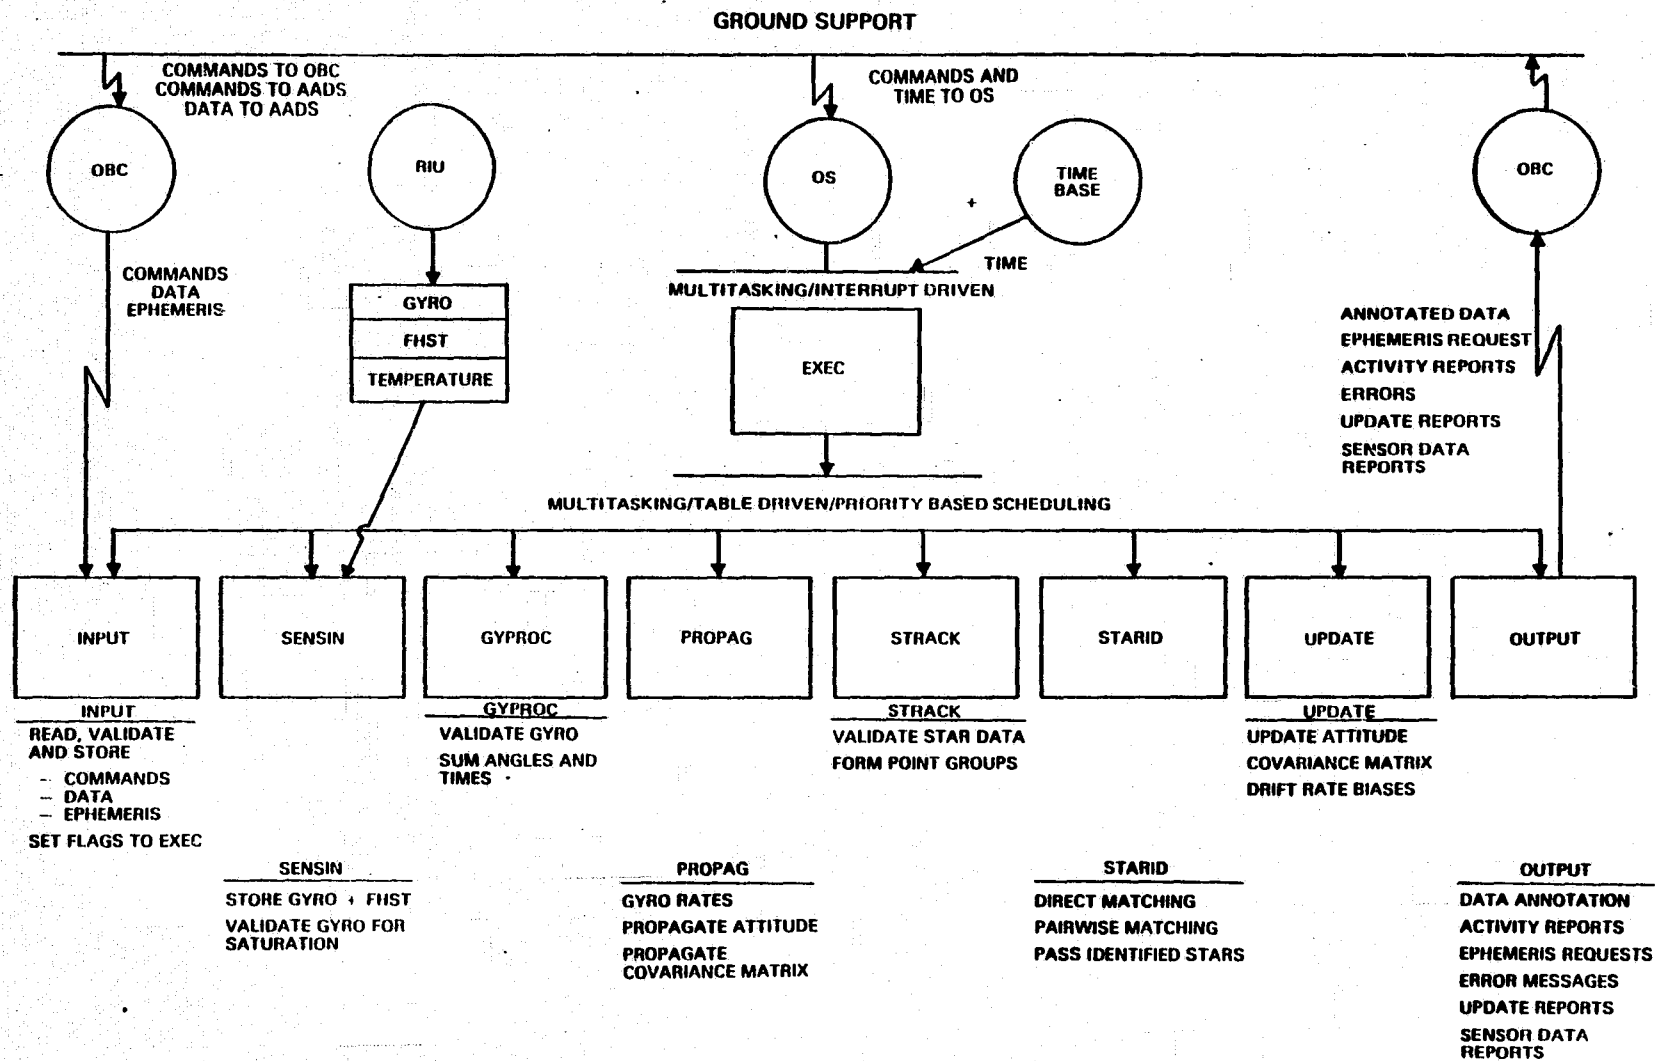 GROUND SUPPORT
COMMANDS TO OBC
COMMANDS TO AADS
DATA TO AADS
COMMANDS AND
TIME TO OS
OBC
RIU
OS
TIME
BASE
OBC
COMMANDS
DATA
EPHEMERIS
GYRO
FHST
TEMPERATURE
TIME
MULTITASKING/INTERRUPT DRIVEN
EXEC
ANNOTATED DATA
EPHEMERIS REQUEST
ACTIVITY REPORTS
ERRORS
UPDATE REPORTS
SENSOR DATA
REPORTS
MULTITASKING/TABLE DRIVEN/PRIORITY BASED SCHEDULING
INPUT
SENSIN
GYPROC
PROPAG
STRACK
STARID
UPDATE
OUTPUT
INPUT
READ, VALIDATE
AND STORE
- COMMANDS
- DATA
- EPHEMERIS
SET FLAGS TO EXEC
GYPROC
VALIDATE GYRO
SUM ANGLES AND
TIMES
STRACK
VALIDATE STAR DATA
FORM POINT GROUPS
UPDATE
UPDATE ATTITUDE
COVARIANCE MATRIX
DRIFT RATE BIASES
SENSIN
STORE GYRO + FHST
VALIDATE GYRO FOR
SATURATION
PROPAG
GYRO RATES
PROPAGATE ATTITUDE
PROPAGATE
COVARIANCE MATRIX
STARID
DIRECT MATCHING
PAIRWISE MATCHING
PASS IDENTIFIED STARS
OUTPUT
DATA ANNOTATION
ACTIVITY REPORTS
EPHEMERIS REQUESTS
ERROR MESSAGES
UPDATE REPORTS
SENSOR DATA
REPORTS